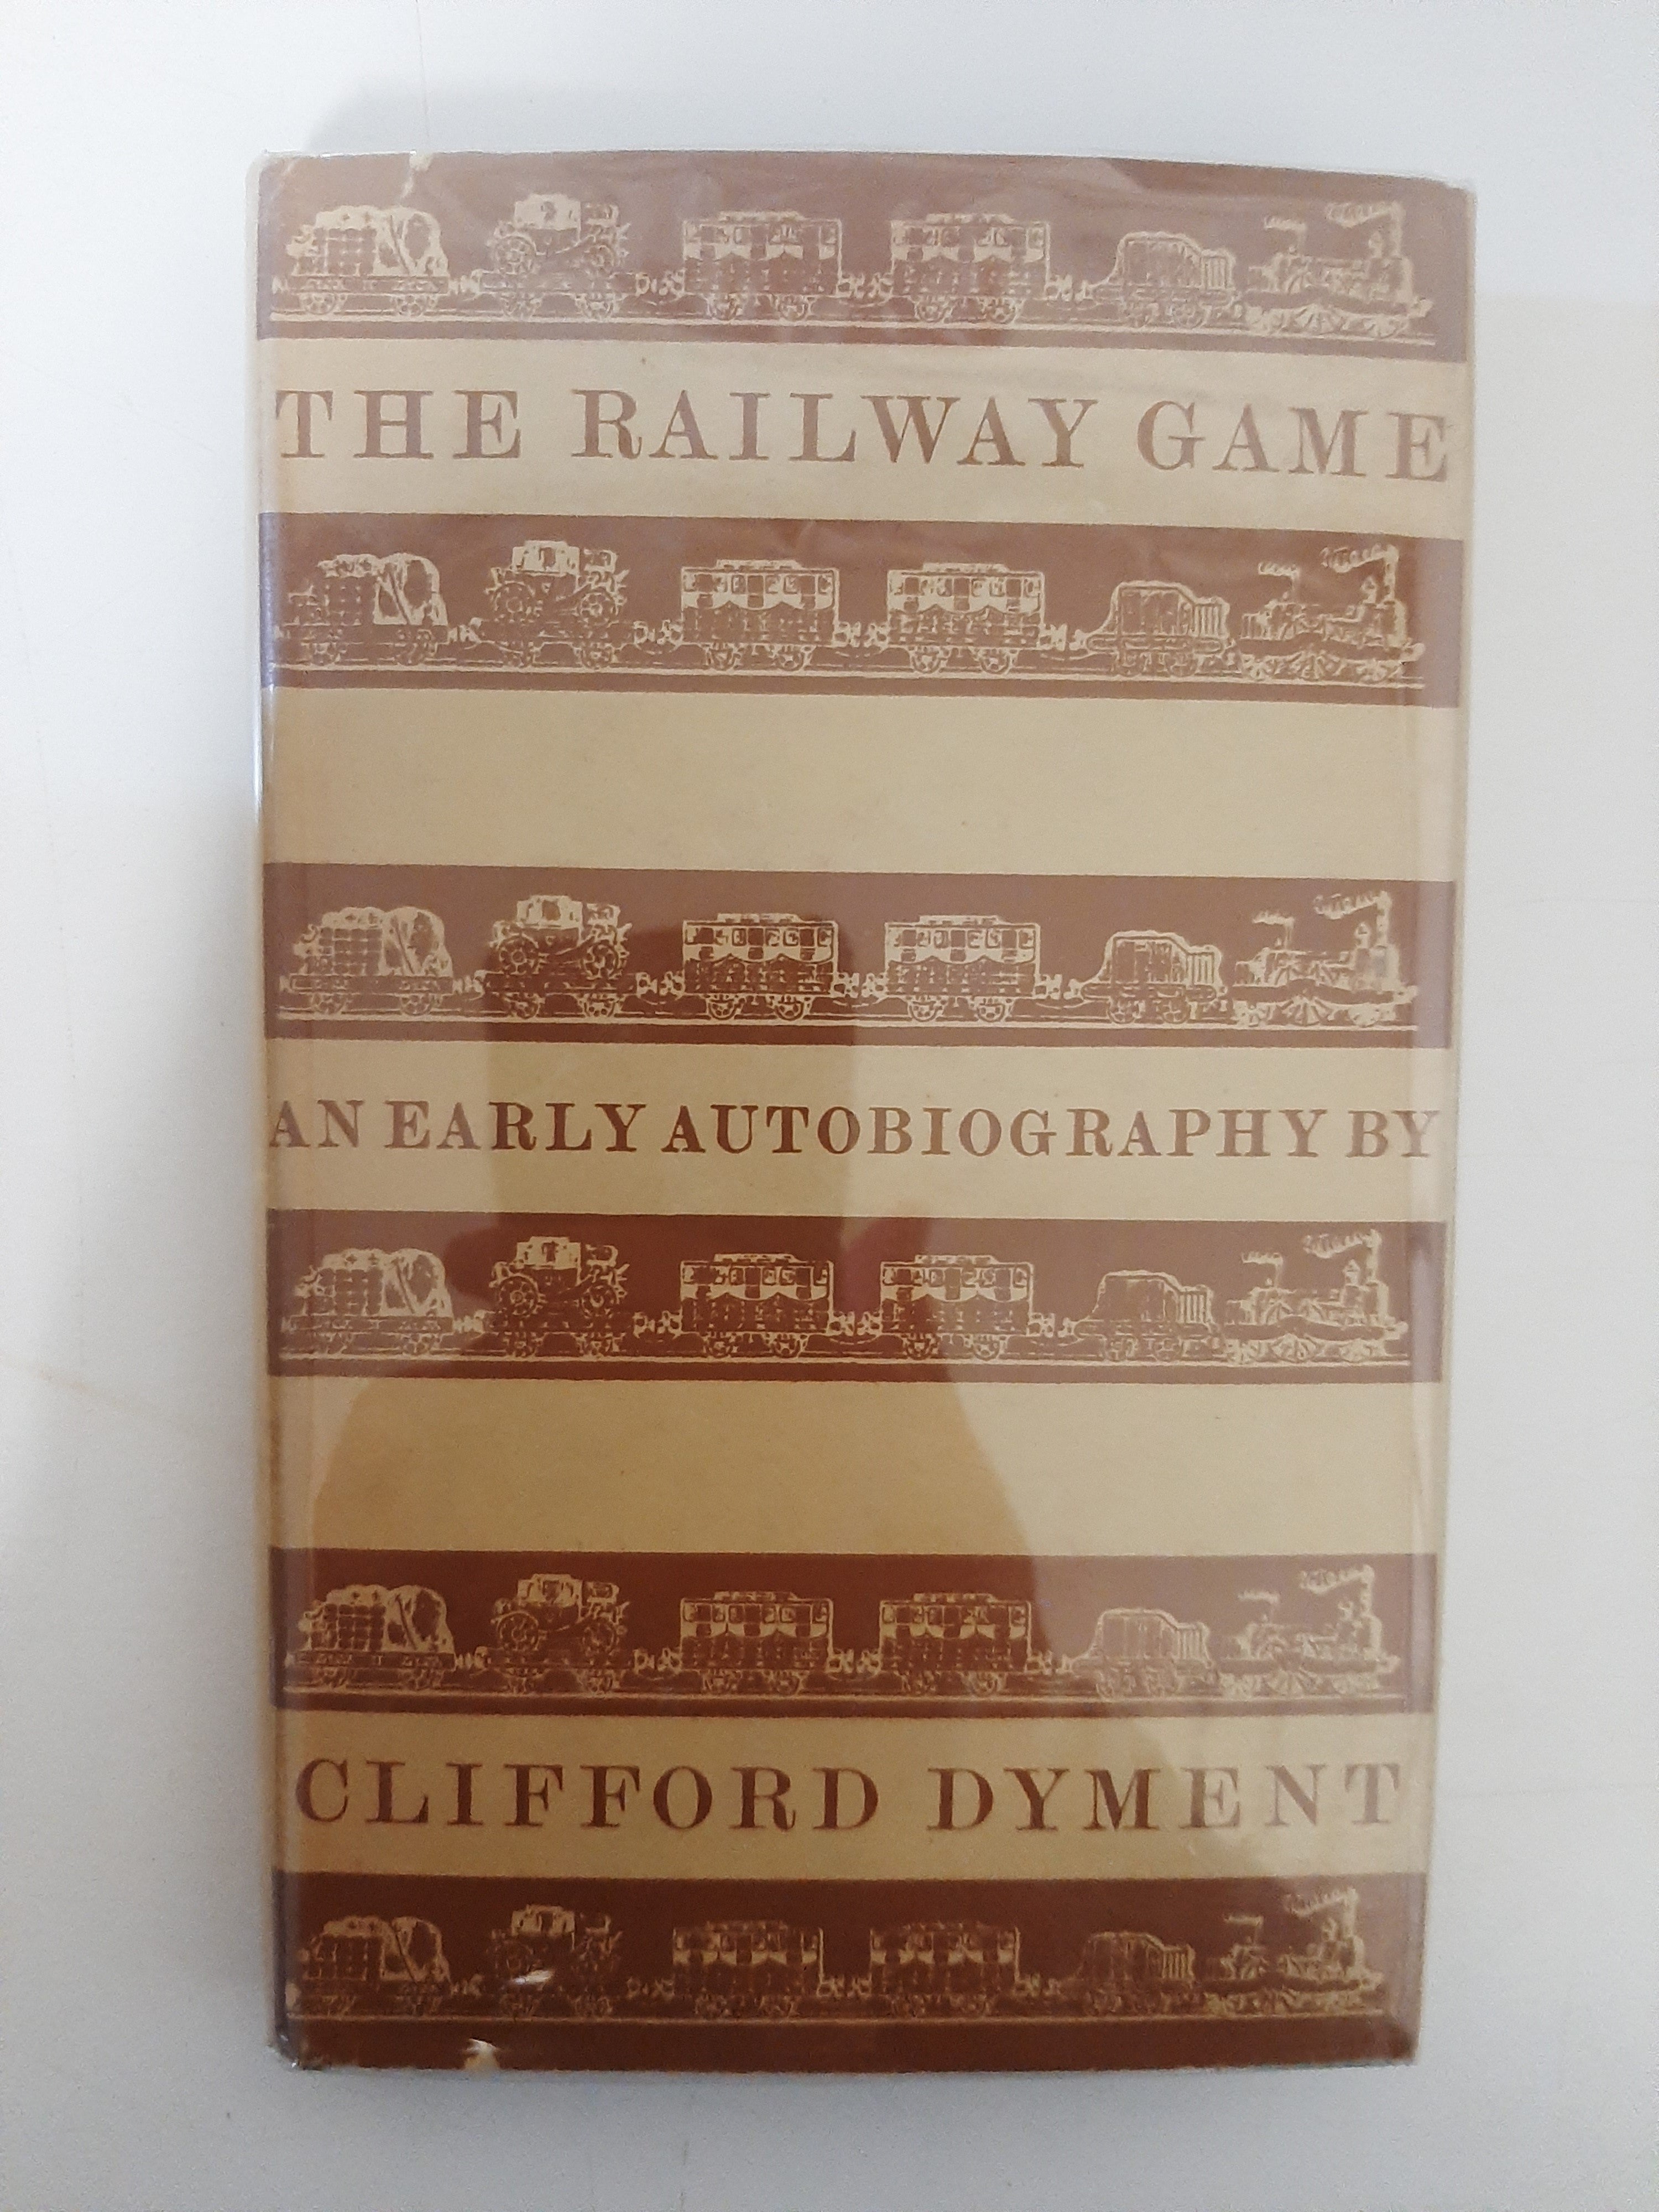 THE RAILWAY GAME
AN EARLY AUTOBIOGRAPHY BY
CLIFFORD DYMENT